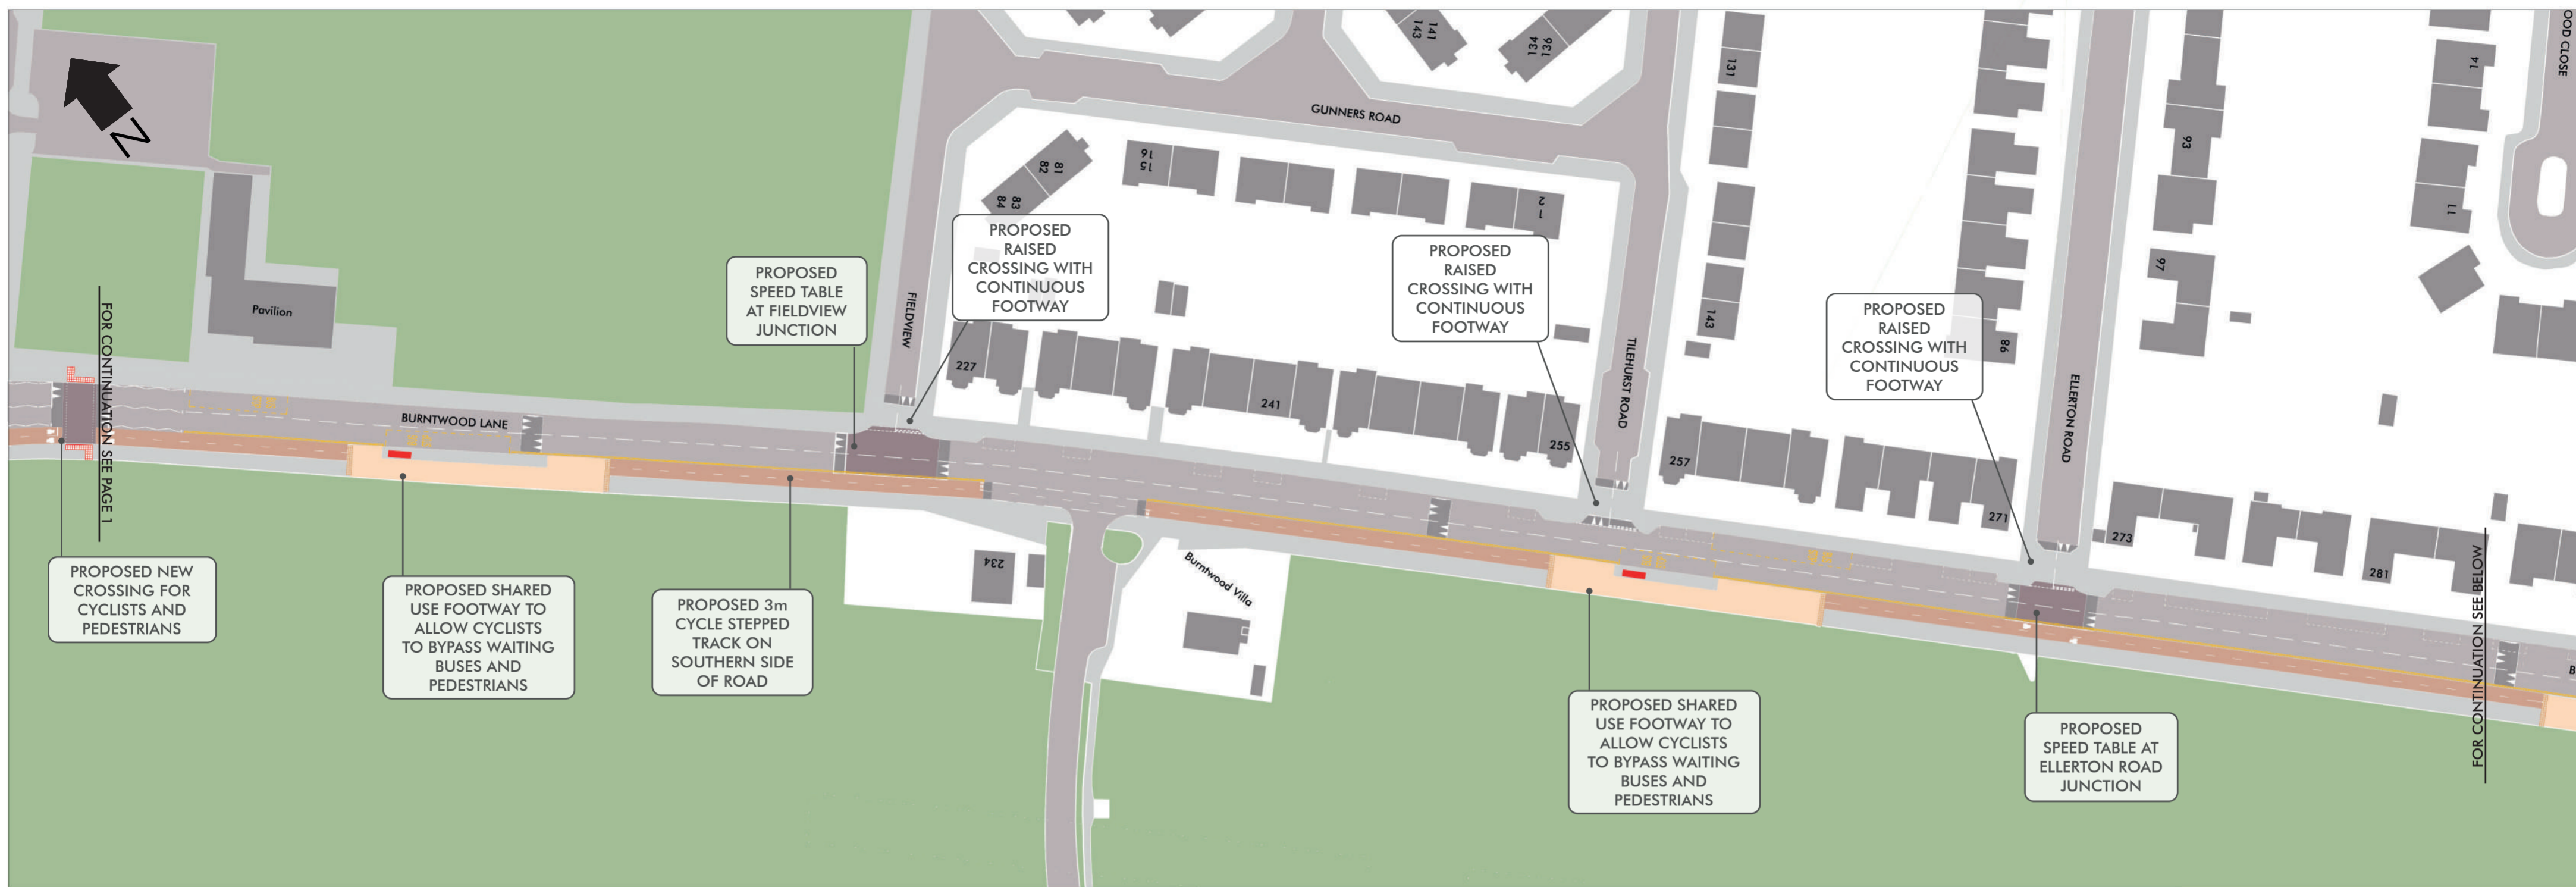 OOD CLOSE
141
143
136
134
131
14
GUNNERS ROAD
N
81
82
83
84
16
15
2
1
93
11
97
PROPOSED
RAISED
CROSSING WITH
CONTINUOUS
FOOTWAY
PROPOSED
RAISED
CROSSING WITH
CONTINUOUS
FOOTWAY
PROPOSED
SPEED TABLE
AT FIELDVIEW
JUNCTION
PROPOSED
RAISED
CROSSING WITH
CONTINUOUS
FOOTWAY
Pavilion
FIELDVIEW
TILEHURST ROAD
ELLERTON ROAD
143
98
227
241
255
257
271
273
281
BURNTWOOD LANE
FOR CONTINUATION SEE PAGE 1
FOR CONTINUATION SEE BELOW
234
Burntwood Villa
B
PROPOSED NEW
CROSSING FOR
CYCLISTS AND
PEDESTRIANS
PROPOSED SHARED
USE FOOTWAY TO
ALLOW CYCLISTS
TO BYPASS WAITING
BUSES AND
PEDESTRIANS
PROPOSED 3m
CYCLE STEPPED
TRACK ON
SOUTHERN SIDE
OF ROAD
PROPOSED SHARED
USE FOOTWAY TO
ALLOW CYCLISTS
TO BYPASS WAITING
BUSES AND
PEDESTRIANS
PROPOSED
SPEED TABLE AT
ELLERTON ROAD
JUNCTION